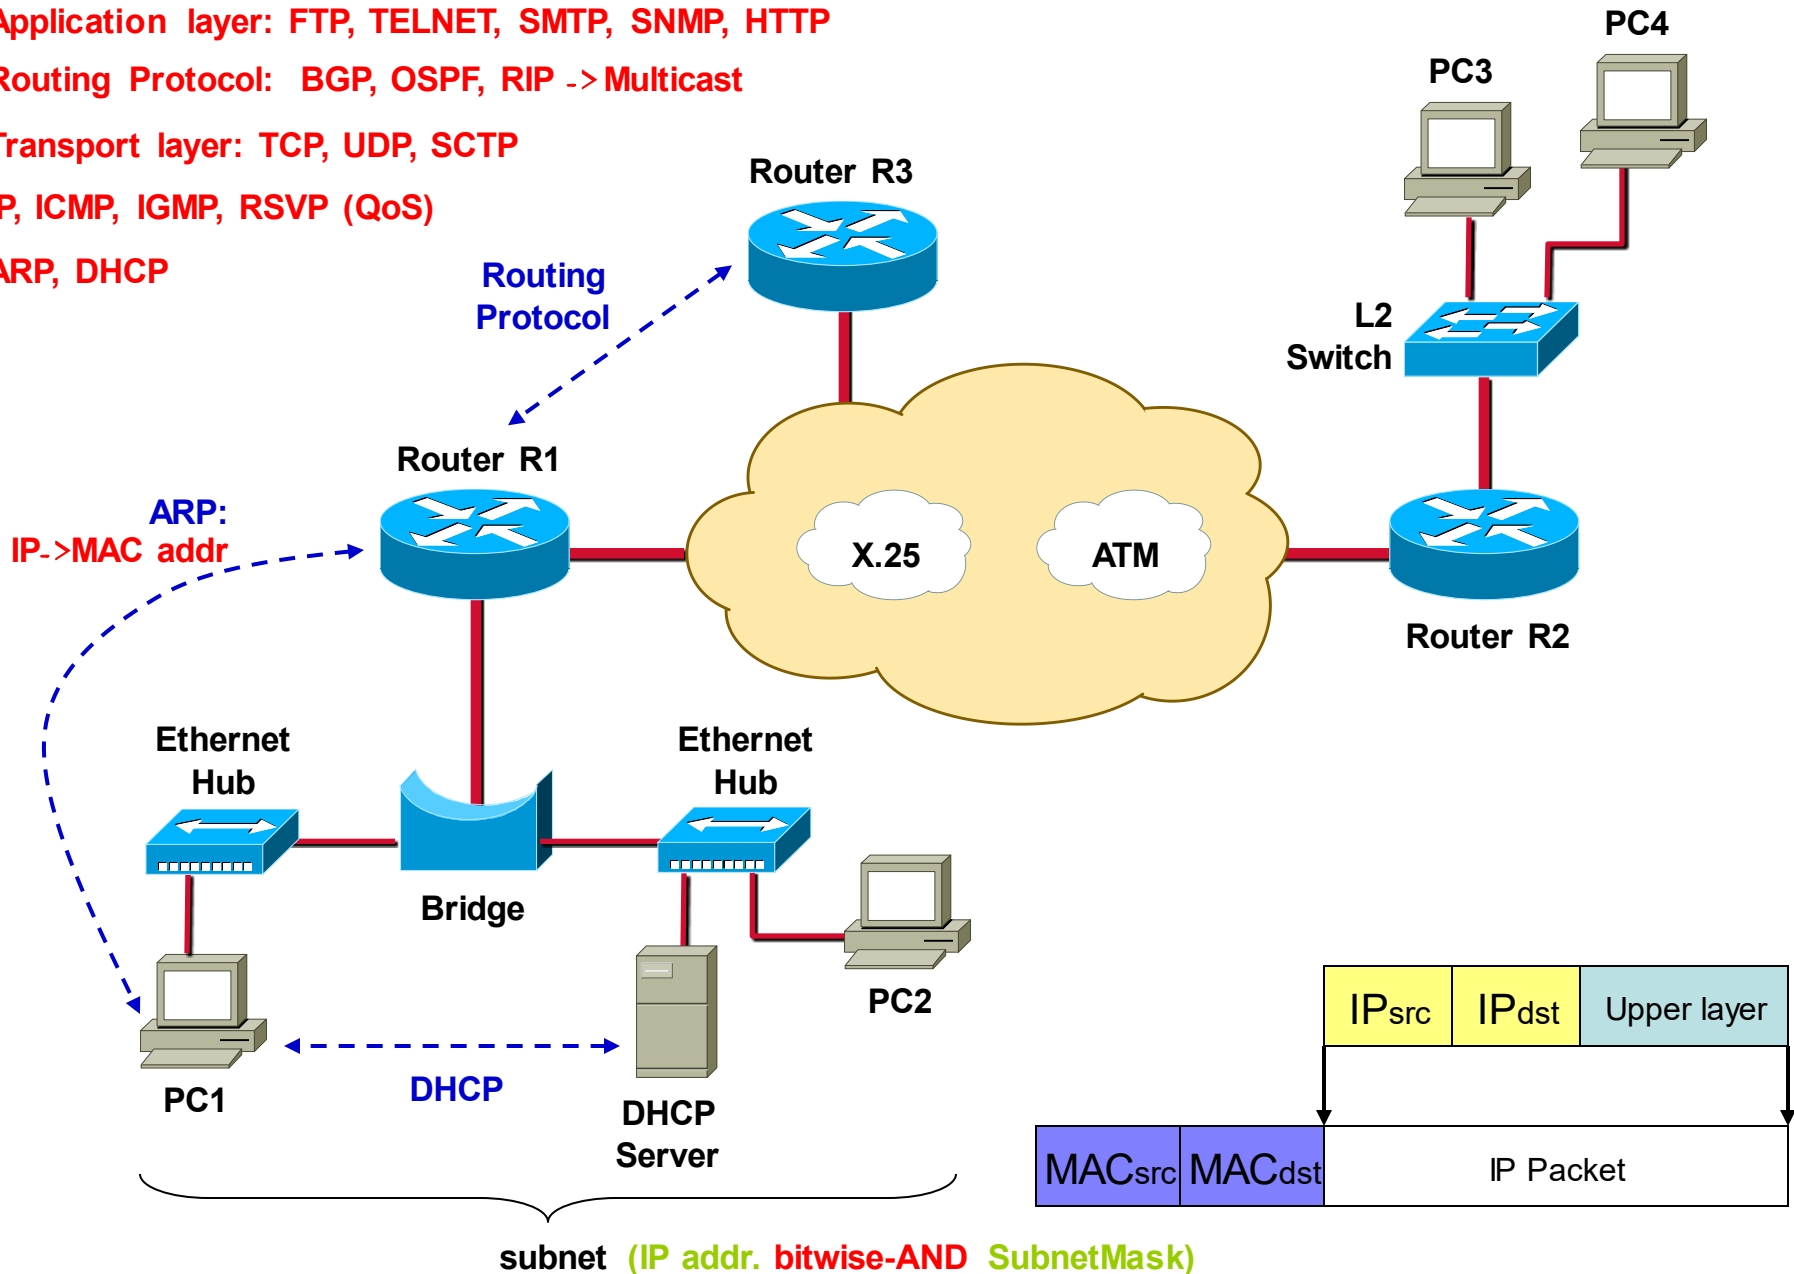 Application layer: FTP, TELNET, SMTP, SNMP, HTTP
Routing Protocol: BGP, OSPF, RIP -> Multicast
Transport layer: TCP, UDP, SCTP
IP, ICMP, IGMP, RSVP (QoS)
ARP, DHCP
PC4
PC3
Router R3
Routing
Protocol
L2
Switch
Router R1
ARP:
IP->MAC addr
X.25
ATM
Router R2
Ethernet
Hub
Ethernet
Hub
Bridge
PC2
PC1
DHCP
DHCP
Server
IPsrc IPdst Upper layer
MACsrc MACdst IP Packet
subnet (IP addr. bitwise-AND SubnetMask)